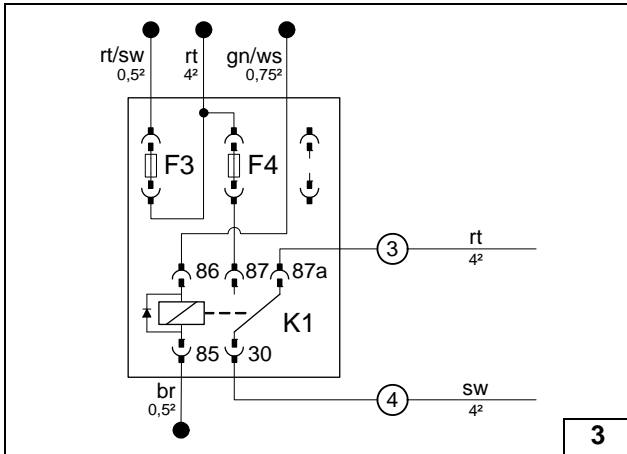 rt/sw rt gn/ws
0,5² 4² 0,75²
F3 F4
3 rt
4²
86 87 87a
K1
85 30
br 4 sw
0,5² 4²
3